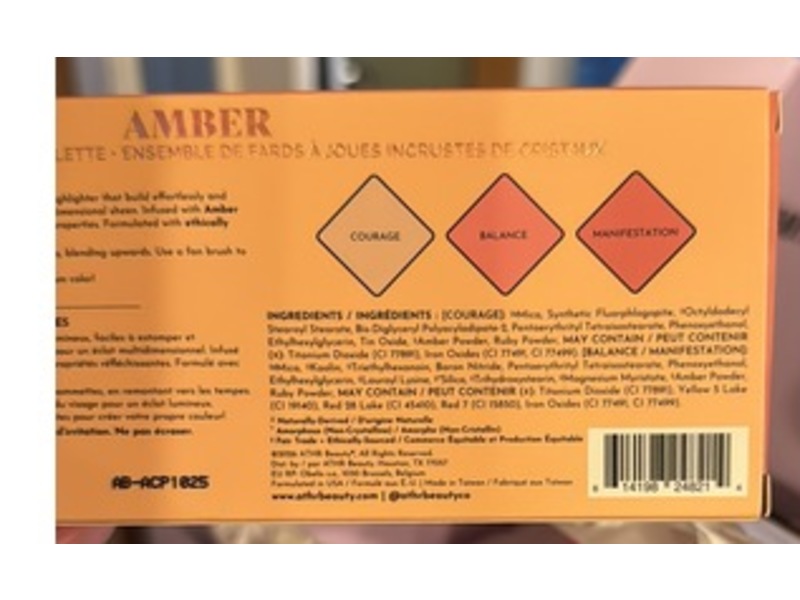 AMBER
LETTE • ENSEMBLE DE FARDS À JOUES INCRUSTÉS DE CRISTAUX
ghlighter that build effortlessly and
imensional sheen. Infused with Amber
roperties. Formulated with ethically
s, blending upwards. Use a fan brush to
um color!
ES
umineux, faciles à estomper et
our un éclat multidimensionnel. Infusé
ropriétés réfléchissantes. Formulé avec
pommettes, en remontant vers les tempes.
du visage pour un éclat lumineux.
tes pour créer votre propre couleur!
d'irritation. Ne pas écraser.
AB-ACP1025
COURAGE
BALANCE
MANIFESTATION
INGREDIENTS / INGRÉDIENTS : [COURAGE]: †Mica, Synthetic Fluorphlogopite, †Octyldodecyl
Stearoyl Stearate, Bis-Diglyceryl Polyacyladipate-2, Pentaerythrityl Tetraisostearate, Phenoxyethanol,
Ethylhexylglycerin, Tin Oxide, Amber Powder, Ruby Powder, MAY CONTAIN / PEUT CONTENIR
(±): Titanium Dioxide (CI 77891), Iron Oxides (CI 77491, CI 77499). [BALANCE / MANIFESTATION]:
Mica, Kaolin, Triethylhexanoin, Boron Nitride, Pentaerythrityl Tetraisostearate, Phenoxyethanol,
Ethylhexylglycerin, Lauroyl Lysine, Silica, Trihydroxystearin, Magnesium Myristate, Amber Powder,
Ruby Powder, MAY CONTAIN / PEUT CONTENIR (±): Titanium Dioxide (CI 77891), Yellow 5 Lake
(CI 19140), Red 28 Lake (CI 45410), Red 7 (CI 15850), Iron Oxides (CI 77491, CI 77499).
Naturally-Derived / D'origine Naturelle
Amorphous (Non-Crystalline) / Amorphe (Non-Cristallin)
Fair Trade + Ethically-Sourced / Commerce Équitable et Production Équitable
ATHR Beauty®. All Rights Reserved.
Dist. by / par ATHR Beauty, Houston, TX 77057
EU RP: Obelis s.a, 1030 Brussels, Belgium
Formulated in USA / Formulé aux É.U. | Made in Taiwan / Fabriqué aux Taiwan
www.athrbeauty.com | @athrbeautyco
14198 24821 4